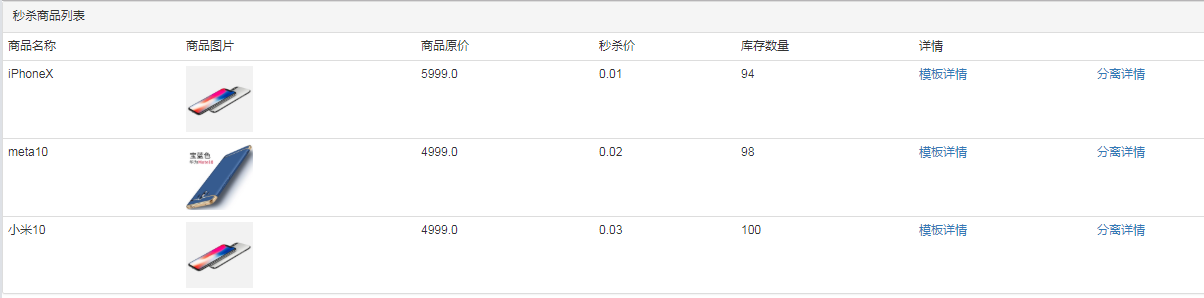 秒杀商品列表
商品名称 商品图片 商品原价 秒杀价 库存数量 详情
iPhoneX 5999.0 0.01 94 模板详情 分离详情
meta10 宝蓝色 4999.0 0.02 98 模板详情 分离详情
小米10 4999.0 0.03 100 模板详情 分离详情